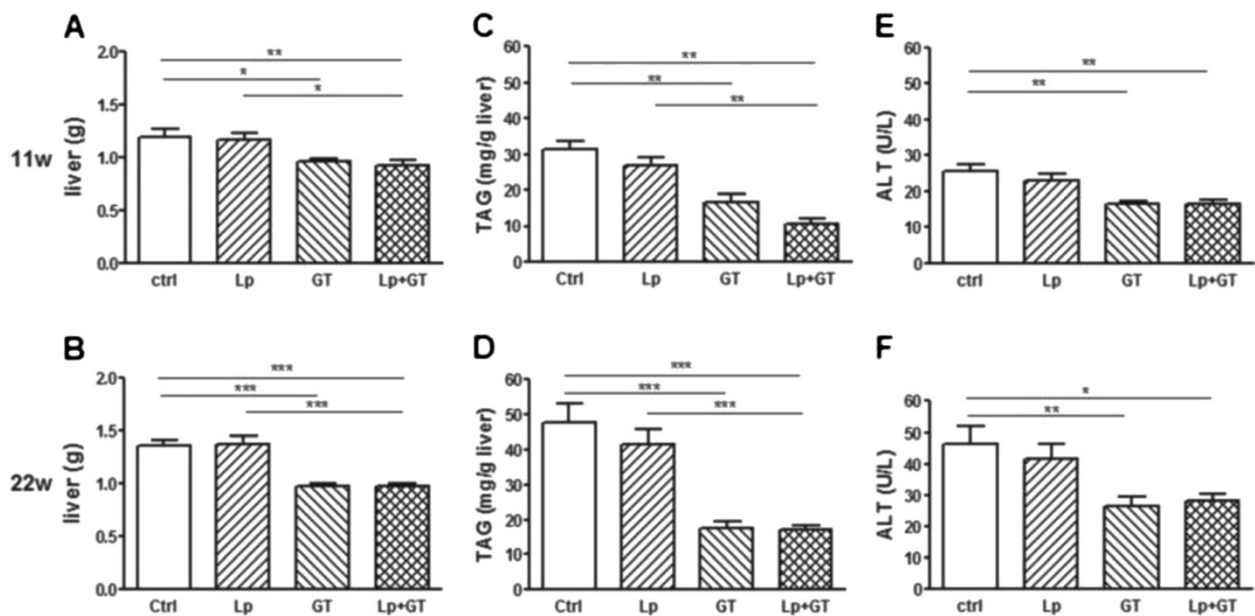 A
C
E
11w
liver (g)
2.0
1.5
1.0
0.5
0.0
**
*
*
ctrl Lp GT Lp+GT
TAG (mg/g liver)
60
50
40
30
20
10
0
**
**
**
Ctrl Lp GT Lp+GT
ALT (U/L)
60
50
40
30
20
10
0
**
**
ctrl Lp GT Lp+GT
B
D
F
22w
liver (g)
2.0
1.5
1.0
0.5
0.0
***
***
***
Ctrl Lp GT Lp+GT
TAG (mg/g liver)
60
50
40
30
20
10
0
***
***
***
Ctrl Lp GT Lp+GT
ALT (U/L)
60
50
40
30
20
10
0
*
**
Ctrl Lp GT Lp+GT